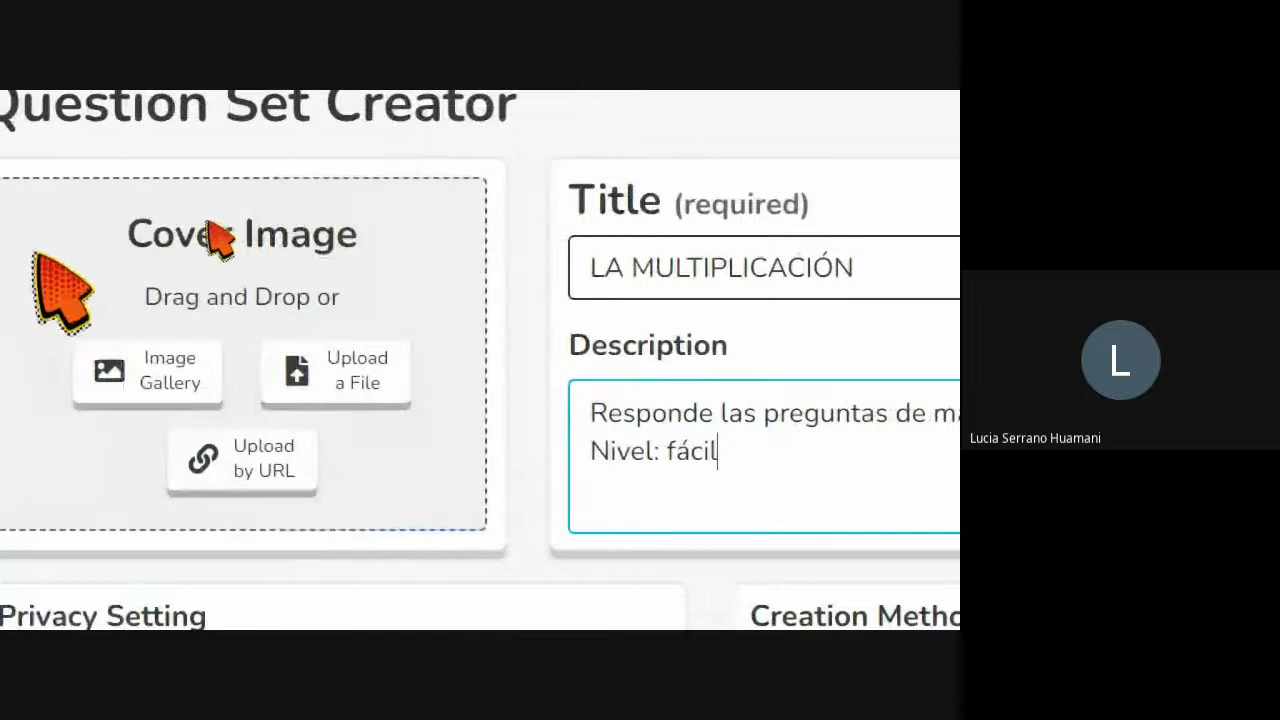 Question Set Creator
Cover Image
Drag and Drop or
Image
Gallery
Upload
a File
Upload
by URL
Title (required)
LA MULTIPLICACIÓN
Description
Responde las preguntas de
Nivel: fácil
Privacy Setting
Creation
L
Lucia Serrano Huamani